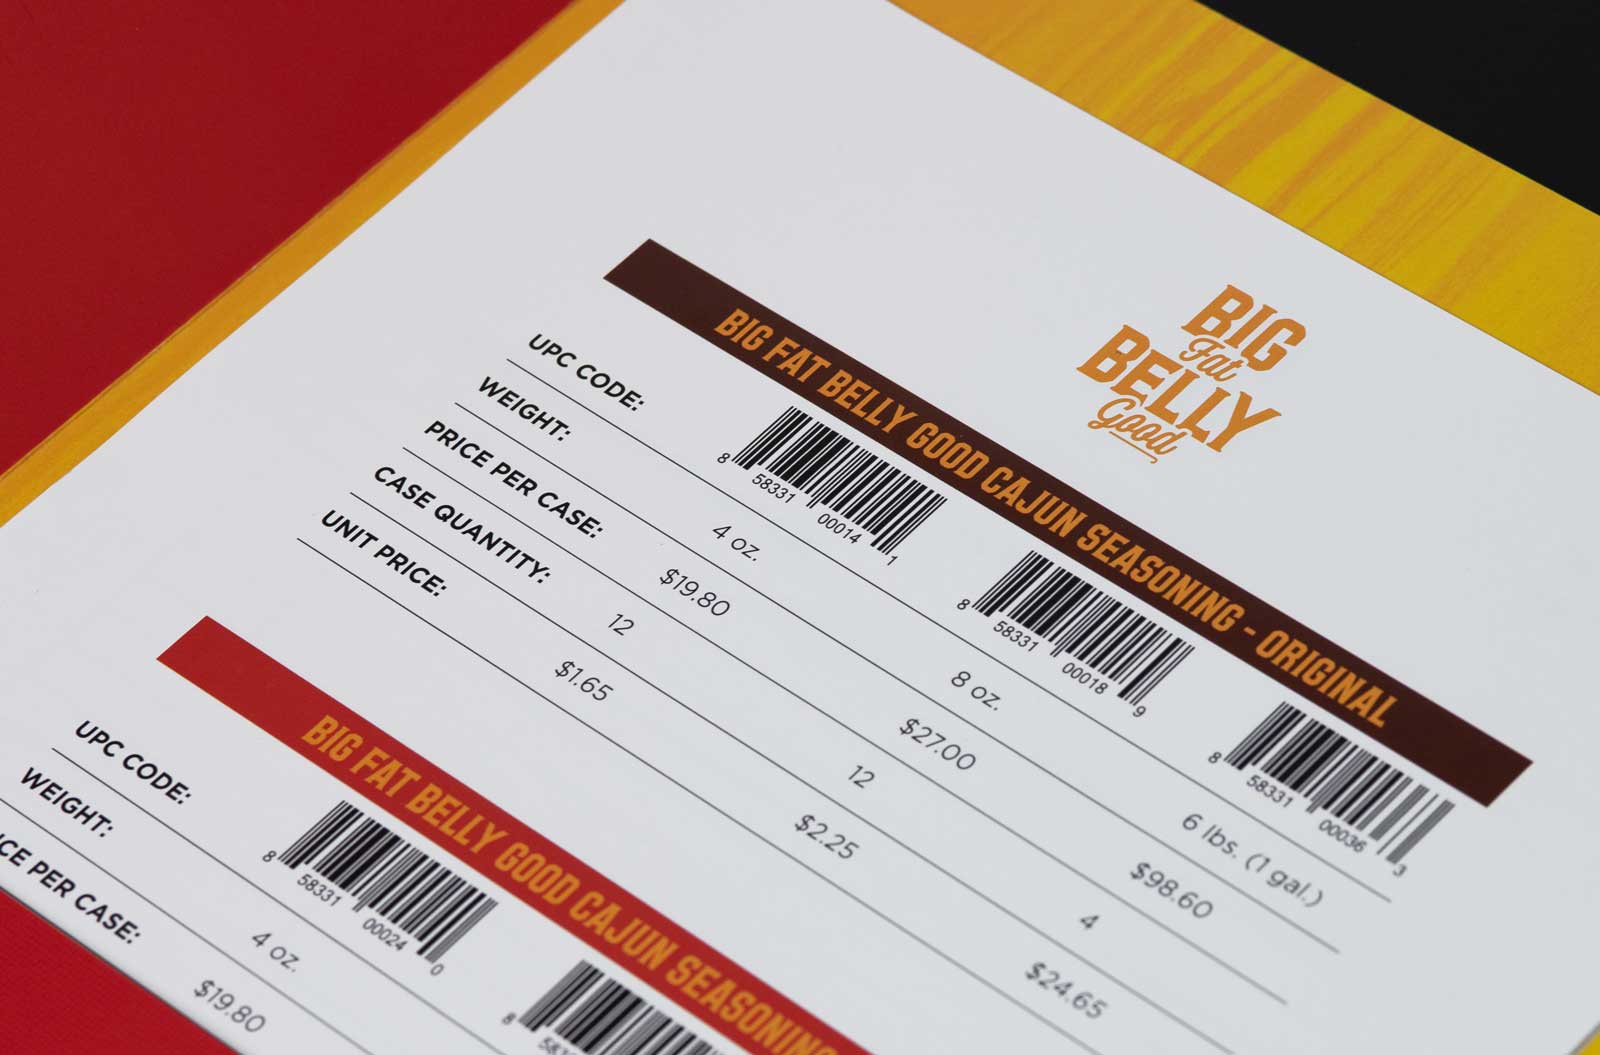 BIG
Fat
BELLY
Good
BIG FAT BELLY GOOD CAJUN SEASONING - ORIGINAL
UPC CODE: 8 58331 00014 1 8 58331 00018 9 8 58331 00036 3
WEIGHT: 4 oz. 8 oz. 6 lbs. (1 gal.)
PRICE PER CASE: $19.80 $27.00 $98.60
CASE QUANTITY: 12 12 4
UNIT PRICE: $1.65 $2.25 $24.65
BIG FAT BELLY GOOD CAJUN SEASONING
UPC CODE: 8 58331 00024 0 8
WEIGHT: 4 oz.
PER CASE: $19.80